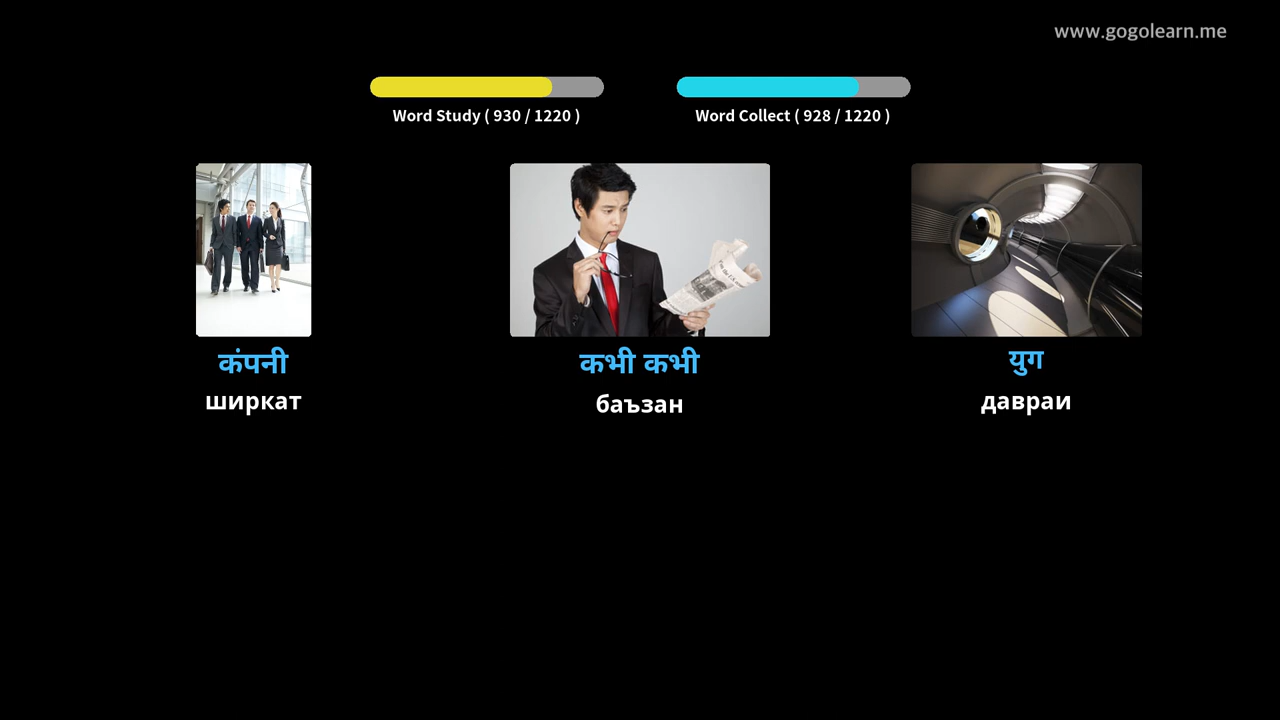 www.gogolearn.me
Word Study ( 930 / 1220 )
Word Collect ( 928 / 1220 )
कंपनी
कभी कभी
युग
ширкат
баъзан
давраи